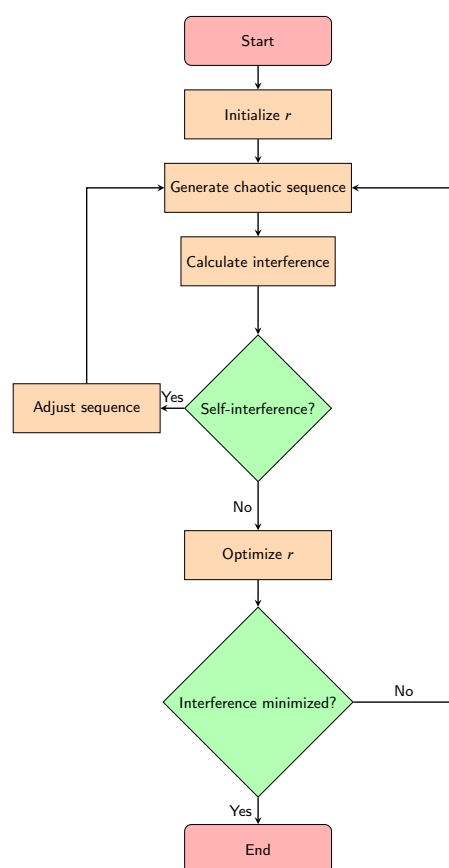 Start
Initialize r
Generate chaotic sequence
Calculate interference
Self-interference?
Yes
Adjust sequence
No
Optimize r
Interference minimized?
No
Yes
End